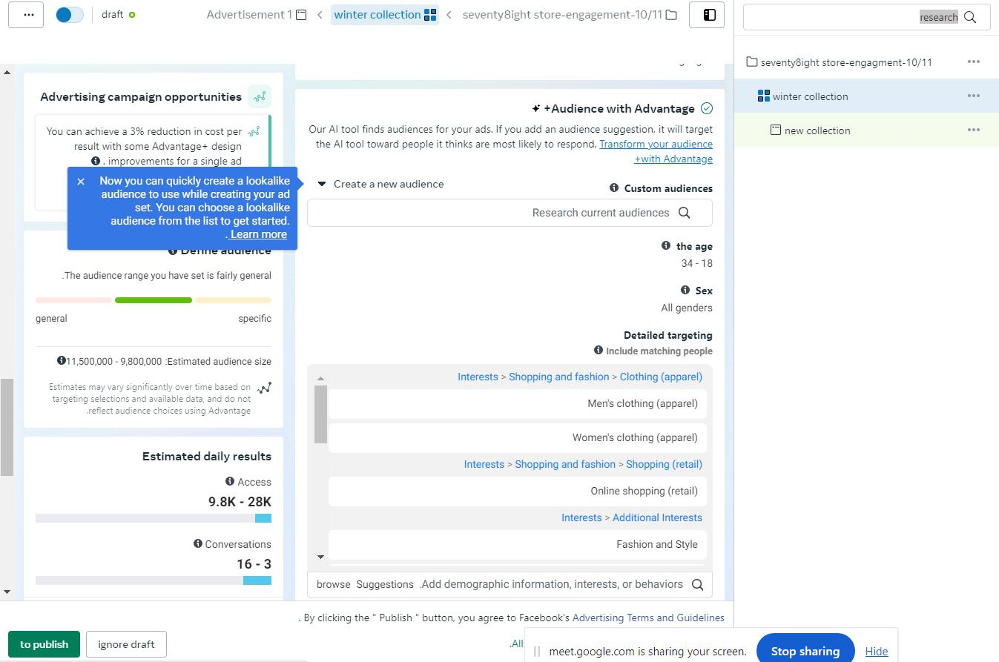 draft
Advertisement 1
winter collection
seventy8ight store-engagement-10/11
research
seventy8ight store-engagment-10/11
winter collection
new collection
Advertising campaign opportunities
You can achieve a 3% reduction in cost per
result with some Advantage+ design
. improvements for a single ad
Now you can quickly create a lookalike
audience to use while creating your ad
set. You can choose a lookalike
audience from the list to get started.
. Learn more
Define audience
.The audience range you have set is fairly general
general
specific
11,500,000 - 9,800,000 :Estimated audience size
Estimates may vary significantly over time based on
targeting selections and available data, and do not
.reflect audience choices using Advantage
Estimated daily results
Access
9.8K - 28K
Conversations
16 - 3
+Audience with Advantage
Our AI tool finds audiences for your ads. If you add an audience suggestion, it will target
the AI tool toward people it thinks are most likely to respond. Transform your audience
+with Advantage
Create a new audience
Custom audiences
Research current audiences
the age
34 - 18
Sex
All genders
Detailed targeting
Include matching people
Interests > Shopping and fashion > Clothing (apparel)
Men's clothing (apparel)
Women's clothing (apparel)
Interests > Shopping and fashion > Shopping (retail)
Online shopping (retail)
Interests > Additional Interests
Fashion and Style
browse Suggestions .Add demographic information, interests, or behaviors
. By clicking the " Publish " button, you agree to Facebook's Advertising Terms and Guidelines
to publish
ignore draft
.All
meet.google.com is sharing your screen.
Stop sharing
Hide